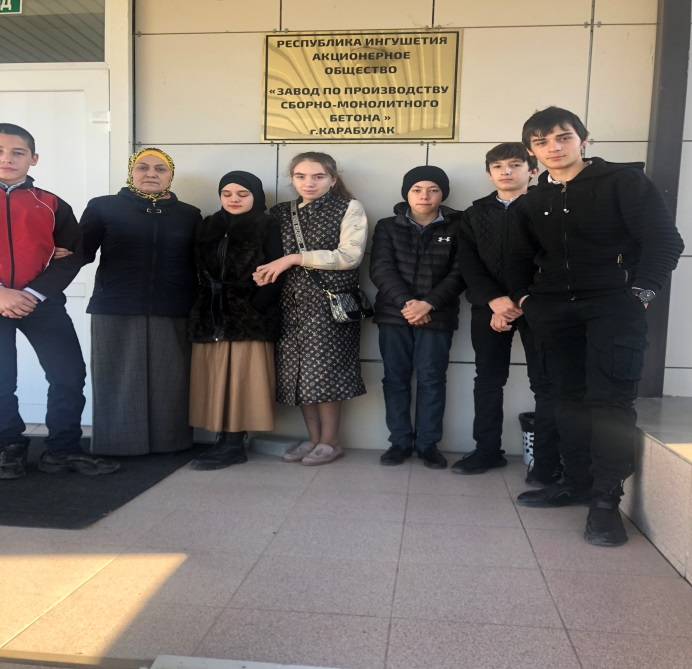 Д
РЕСПУБЛИКА ИНГУШЕТИЯ
АКЦИОНЕРНОЕ
ОБЩЕСТВО
«ЗАВОД ПО ПРОИЗВОДСТВУ
СБОРНО-МОНОЛИТНОГО
БЕТОНА »
г.КАРАБУЛАК